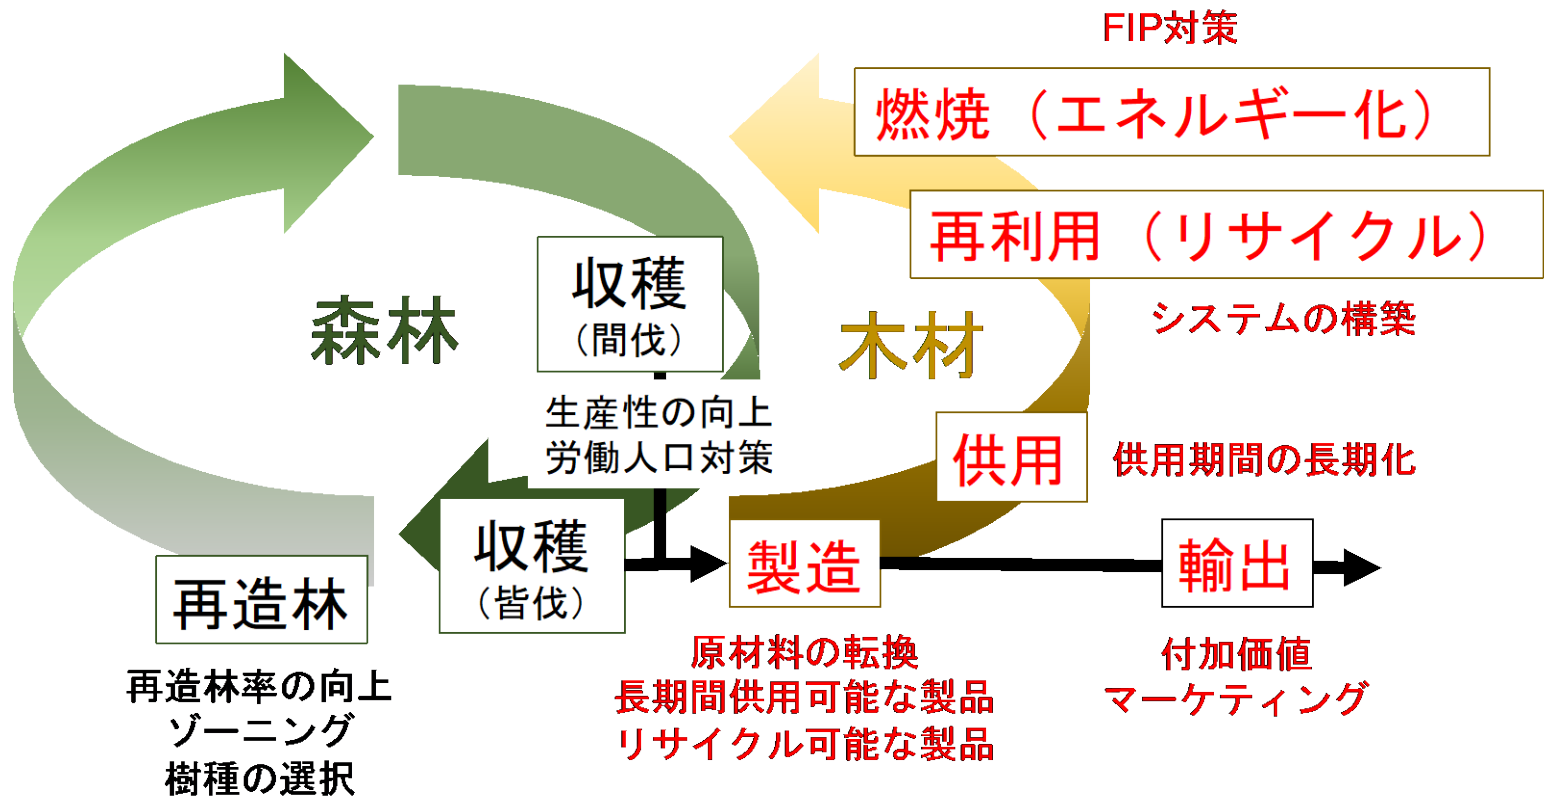 FIP対策
燃焼（エネルギー化）
再利用（リサイクル）
システムの構築
森林
木材
収穫
（間伐）
生産性の向上
労働人口対策
供用
供用期間の長期化
収穫
（皆伐）
製造
輸出
再造林
再造林率の向上
ゾーニング
樹種の選択
原材料の転換
長期間供用可能な製品
リサイクル可能な製品
付加価値
マーケティング